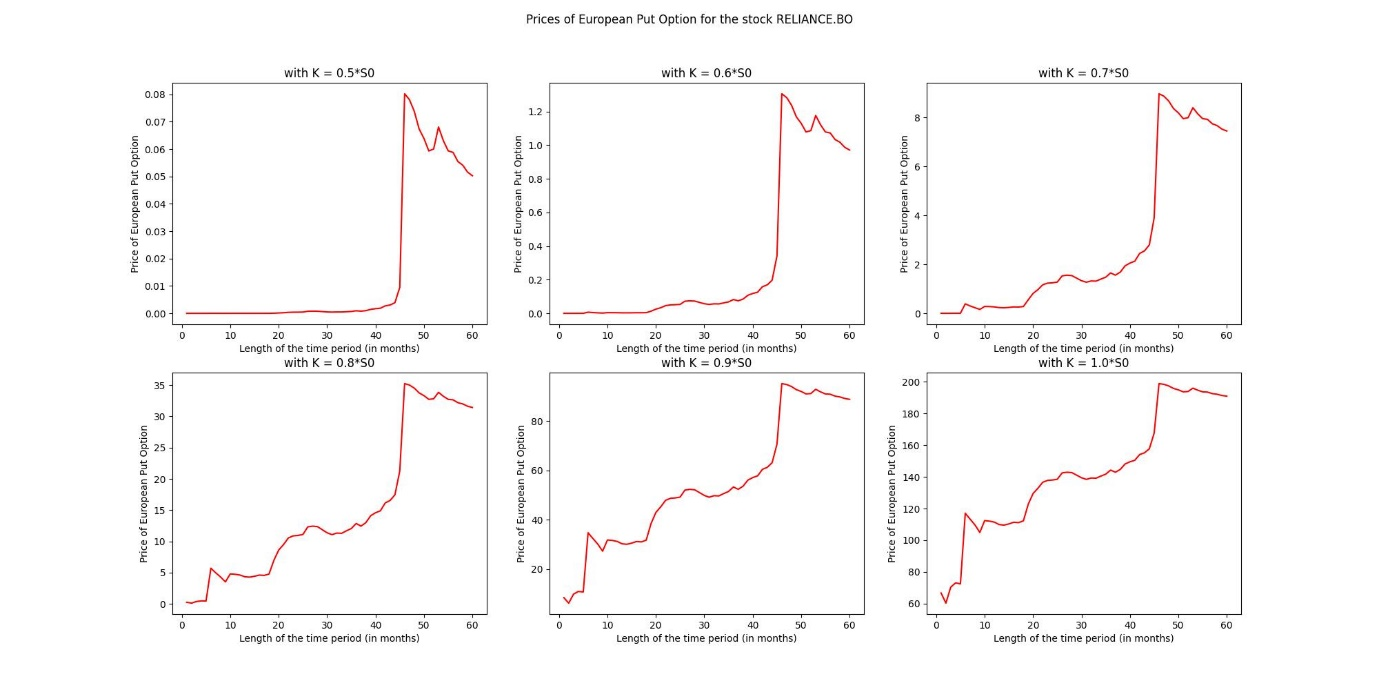 Prices of European Put Option for the stock RELIANCE.BO
with K = 0.5*S0
Price of European Put Option
0.08
0.07
0.06
0.05
0.04
0.03
0.02
0.01
0.00
0 10 20 30 40 50 60
Length of the time period (in months)
with K = 0.6*S0
Price of European Put Option
1.2
1.0
0.8
0.6
0.4
0.2
0.0
0 10 20 30 40 50 60
Length of the time period (in months)
with K = 0.7*S0
Price of European Put Option
8
6
4
2
0
0 10 20 30 40 50 60
Length of the time period (in months)
with K = 0.8*S0
Price of European Put Option
35
30
25
20
15
10
5
0
0 10 20 30 40 50 60
Length of the time period (in months)
with K = 0.9*S0
Price of European Put Option
80
60
40
20
0 10 20 30 40 50 60
Length of the time period (in months)
with K = 1.0*S0
Price of European Put Option
200
180
160
140
120
100
80
60
0 10 20 30 40 50 60
Length of the time period (in months)